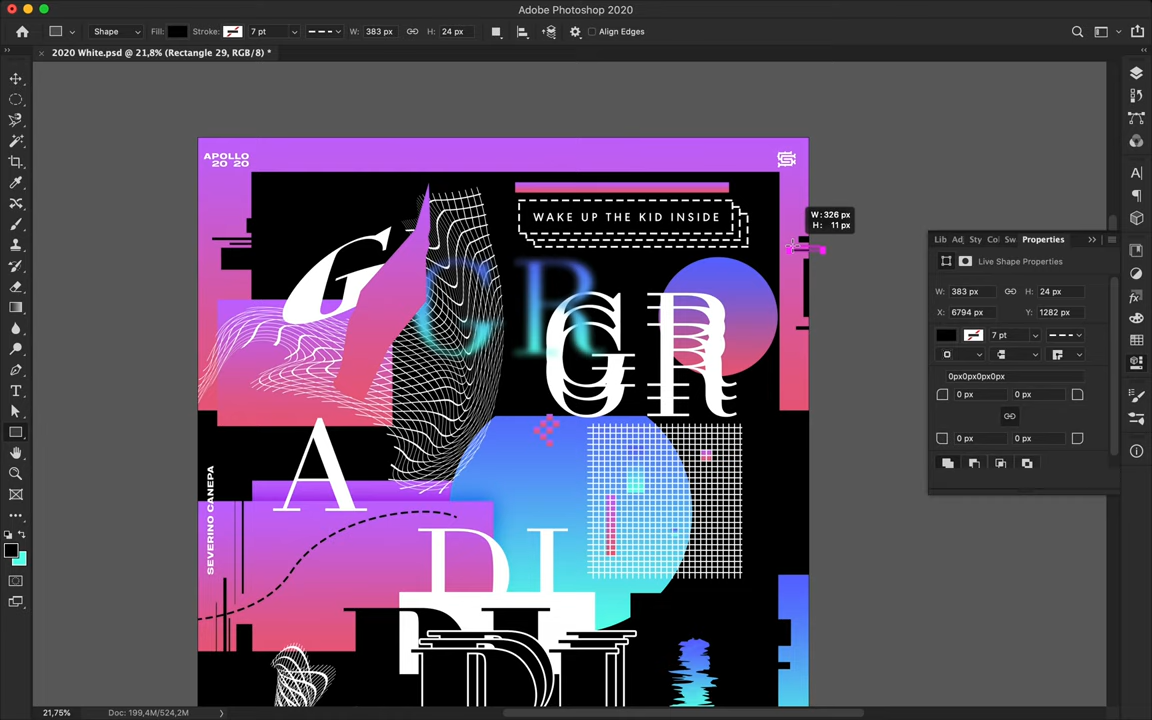 Adobe Photoshop 2020
Shape
Fill:
Stroke:
7 pt
W: 383 px
H: 24 px
Align Edges
2020 White.psd @ 21,8% (Rectangle 29, RGB/8) *
APOLLO
20 20
WAKE UP THE KID INSIDE
W: 326 px
H: 11 px
G
GR
GR
A
DI
DI
SEVERINO CANEPA
Lib
Ad
Sty
Col
Sw
Properties
Live Shape Properties
W: 383 px
H: 24 px
X: 6794 px
Y: 1282 px
7 pt
0px0px0px0px
0 px
0 px
0 px
0 px
21,75%
Doc: 199,4M/524,2M